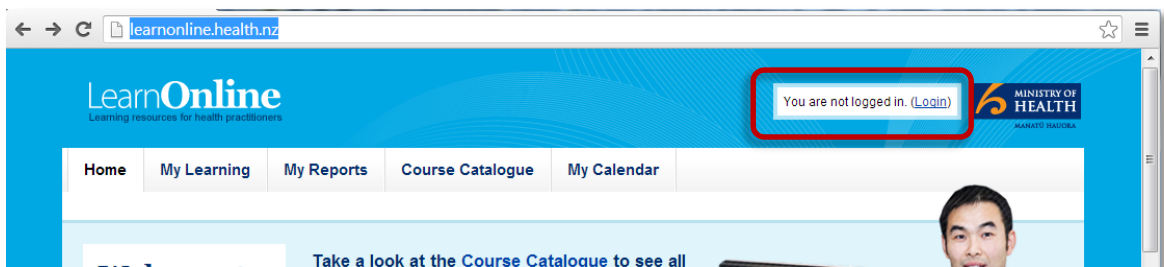 learnonline.health.nz
LearnOnline
Learning resources for health practitioners
You are not logged in. (Login)
MINISTRY OF
HEALTH
MANATŪ HAUORA
Home My Learning My Reports Course Catalogue My Calendar
Take a look at the Course Catalogue to see all